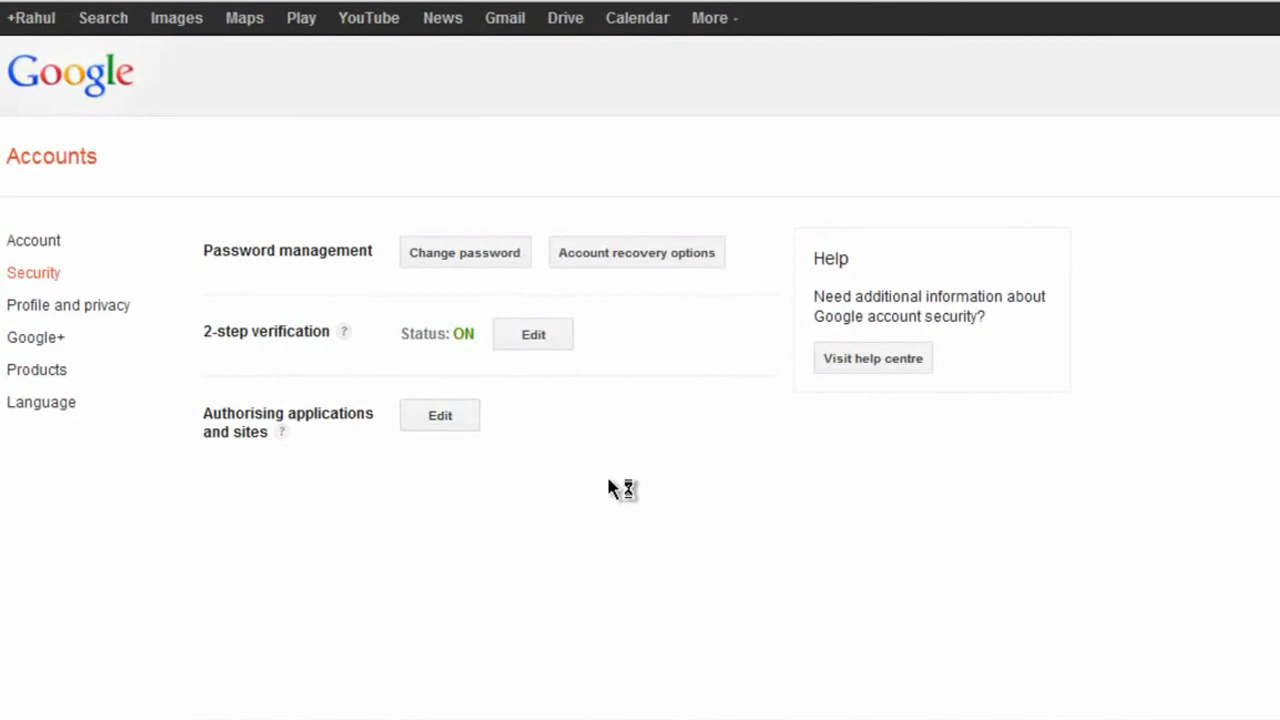 +Rahul Search Images Maps Play YouTube News Gmail Drive Calendar More
Google
Accounts
Account
Security
Profile and privacy
Google+
Products
Language
Password management Change password Account recovery options
2-step verification ? Status: ON Edit
Authorising applications
and sites ? Edit
Help
Need additional information about
Google account security?
Visit help centre